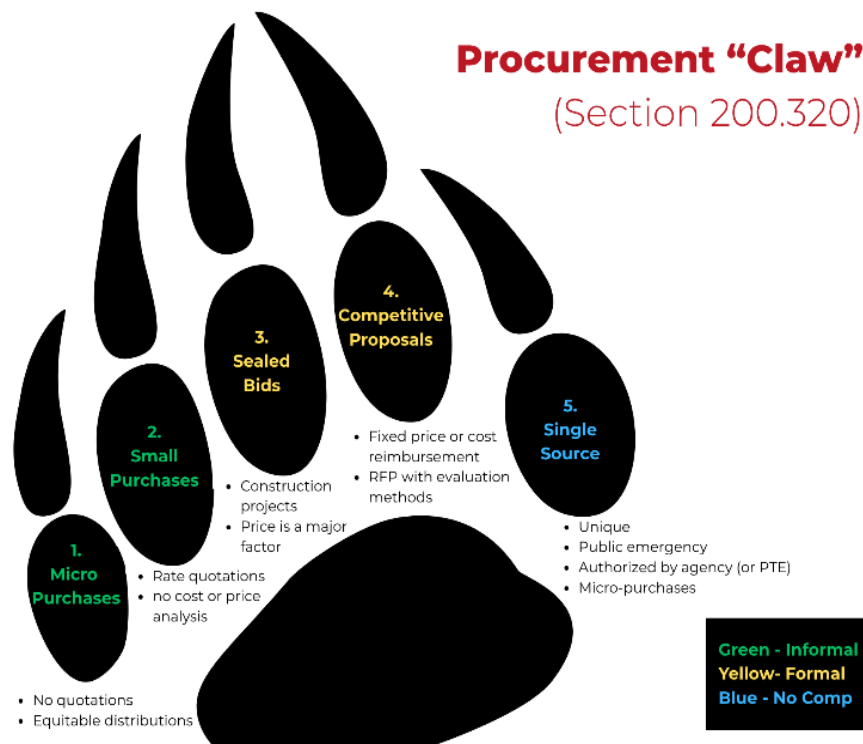 Procurement “Claw”
(Section 200.320)
1.
Micro
Purchases
• No quotations
• Equitable distributions
2.
Small
Purchases
• Rate quotations
• no cost or price
analysis
3.
Sealed
Bids
• Construction
projects
• Price is a major
factor
4.
Competitive
Proposals
• Fixed price or cost
reimbursement
• RFP with evaluation
methods
5.
Single
Source
• Unique
• Public emergency
• Authorized by agency (or PTE)
• Micro-purchases
Green - Informal
Yellow- Formal
Blue - No Comp